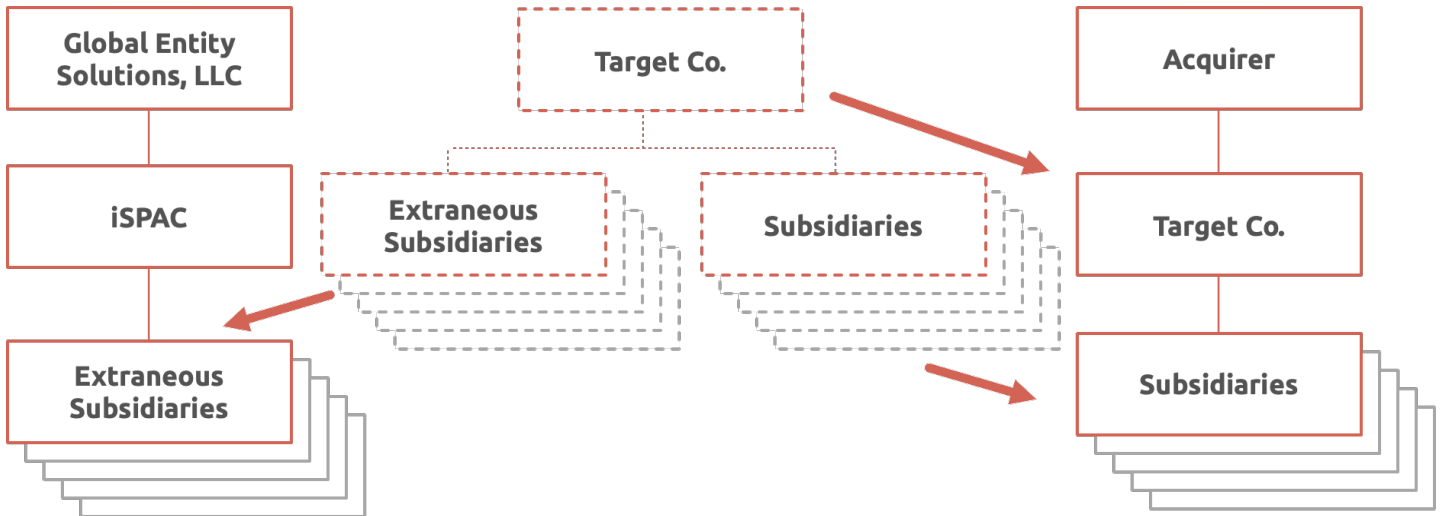 Global Entity
Solutions, LLC
Target Co.
Acquirer
iSPAC
Extraneous
Subsidiaries
Subsidiaries
Target Co.
Extraneous
Subsidiaries
Subsidiaries